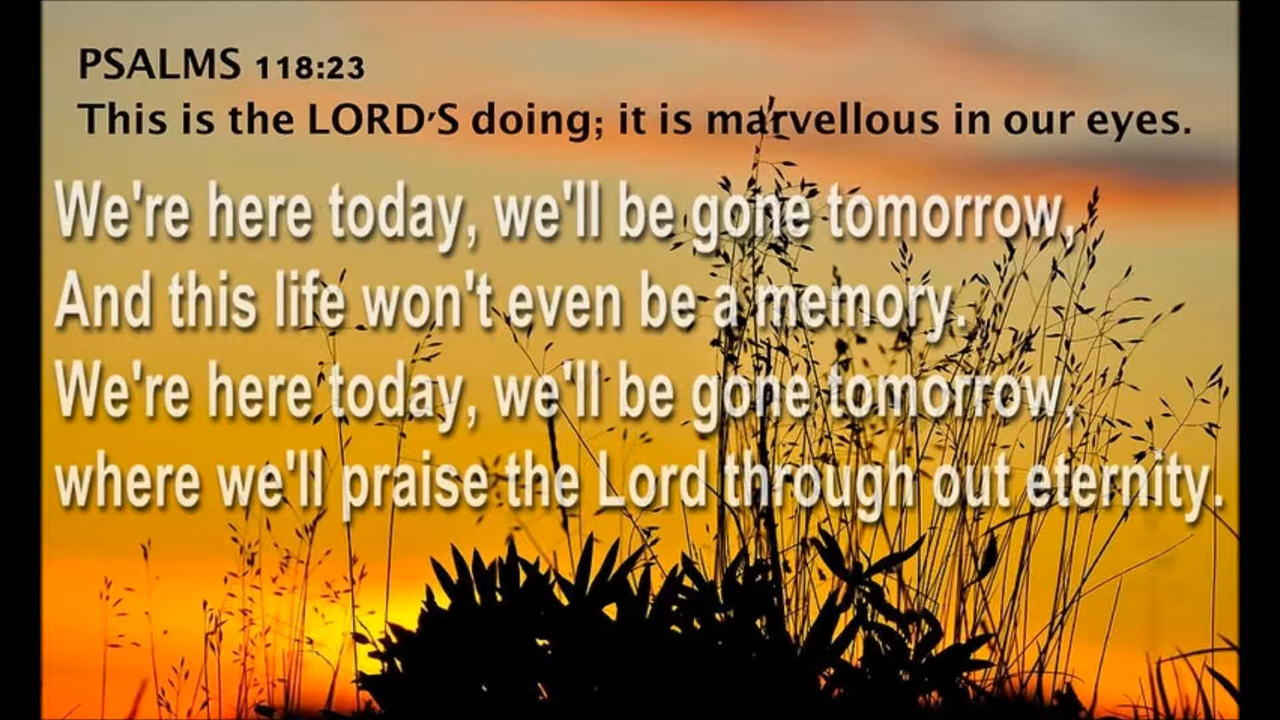 PSALMS 118:23
This is the LORD'S doing; it is marvellous in our eyes.
We're here today, we'll be gone tomorrow,
And this life won't even be a memory.
We're here today, we'll be gone tomorrow,
where we'll praise the Lord through out eternity.